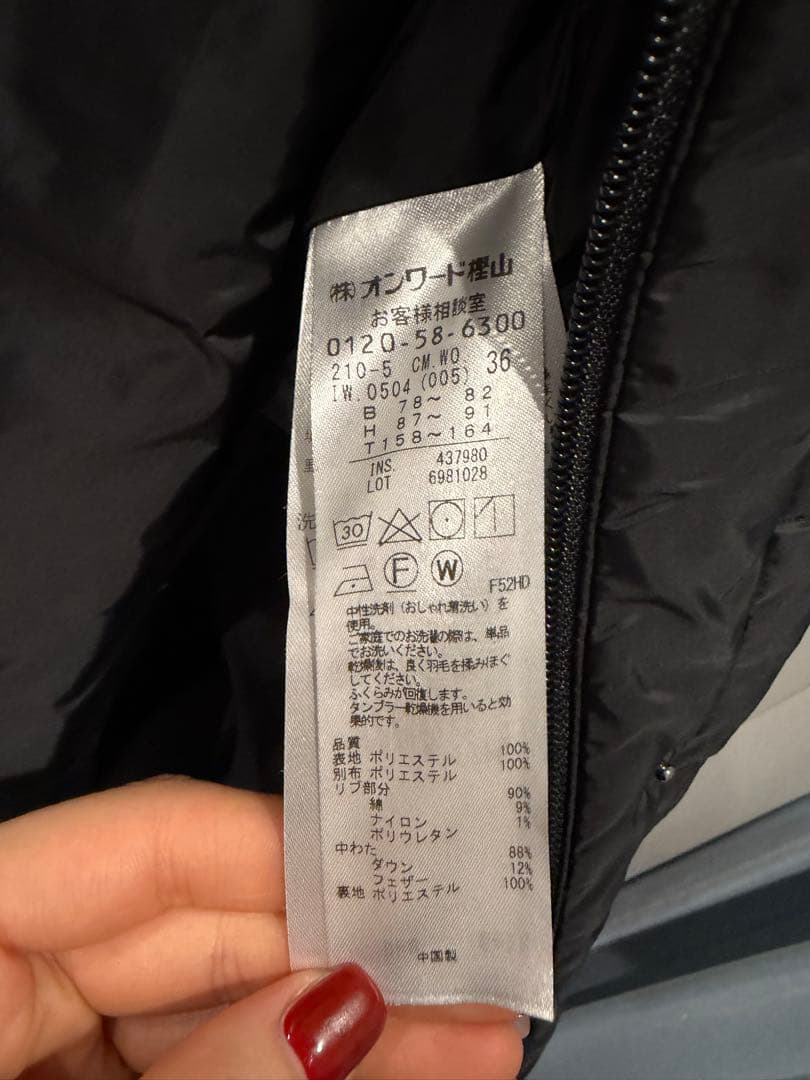 (株)オンワード樫山
お客様相談室
0120-58-6300
210-5 CM.WO 36
IW.0504 (005)
B 78～ 82
H 87～ 91
T158～164
INS. 437980
LOT 6981028
30
F W
F52HD
中性洗剤（おしゃれ着洗い）を
使用。
ご家庭でのお洗濯の際は、単品
でお洗いください。
乾燥後は、良く羽毛を揉みほぐ
してください。
ふくらみが回復します。
タンブラー乾燥機を用いると効
果的です。
品質
表地 ポリエステル 100%
別布 ポリエステル 100%
リブ部分
綿 90%
ナイロン 9%
ポリウレタン 1%
中わた
ダウン 88%
フェザー 12%
裏地 ポリエステル 100%
中国製
洗